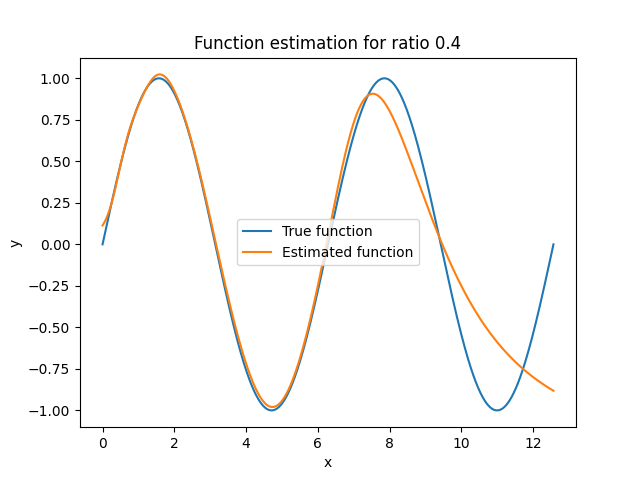 Function estimation for ratio 0.4
1.00
0.75
0.50
0.25
0.00
−0.25
−0.50
−0.75
−1.00
y
True function
Estimated function
0 2 4 6 8 10 12
x